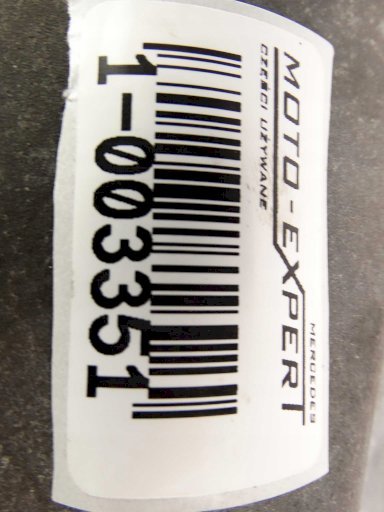 MOTO-EXPERT
MERCEDES
CZĘŚCI UŻYWANE
1-003351